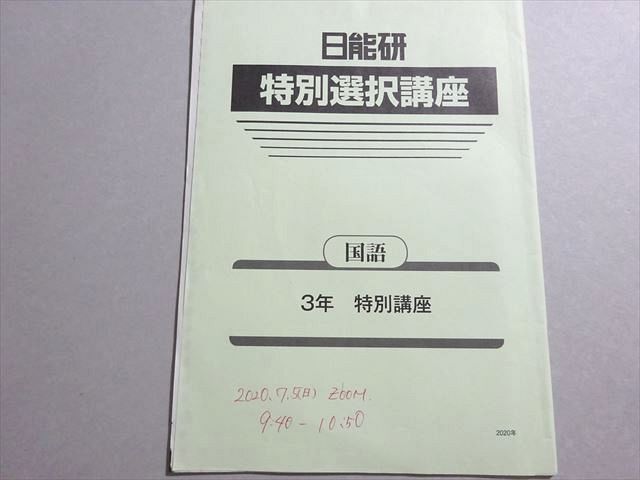 日能研
特別選択講座
国語
3年 特別講座
2020.7.5(日) ZOOM.
9:40 - 10:50
2020年